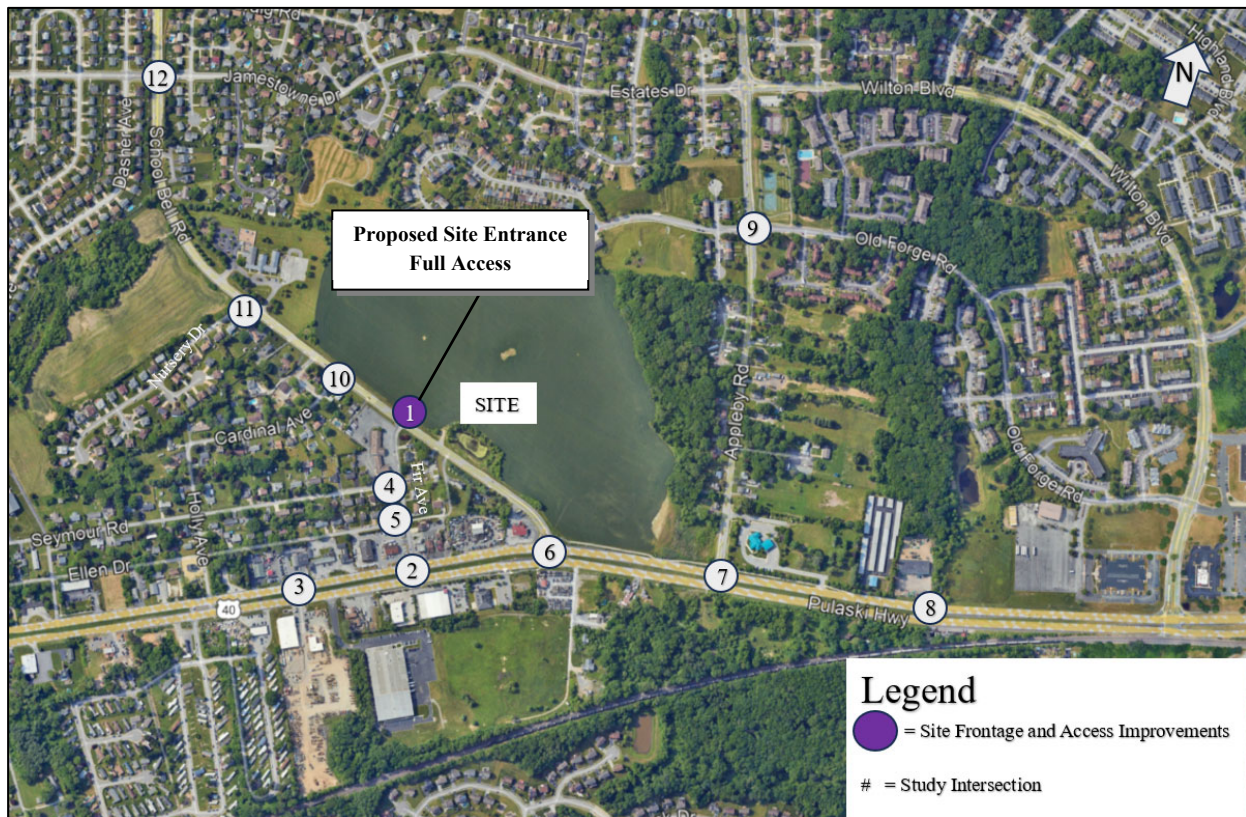 Highland Blvd
N
12
Jamestowne Dr
Estates Dr
Wilton Blvd
Dasher Ave
School Bell Rd
Wilton Blvd
Proposed Site Entrance
Full Access
9
Old Forge Rd
11
Nursery Dr
10
1
SITE
Cardinal Ave
Appleby Rd
Old Forge Rd
4
Fir Ave
Holly Ave
5
Seymour Rd
Ellen Dr
6
2
7
3
40
8
Pulaski Hwy
Legend
= Site Frontage and Access Improvements
# = Study Intersection